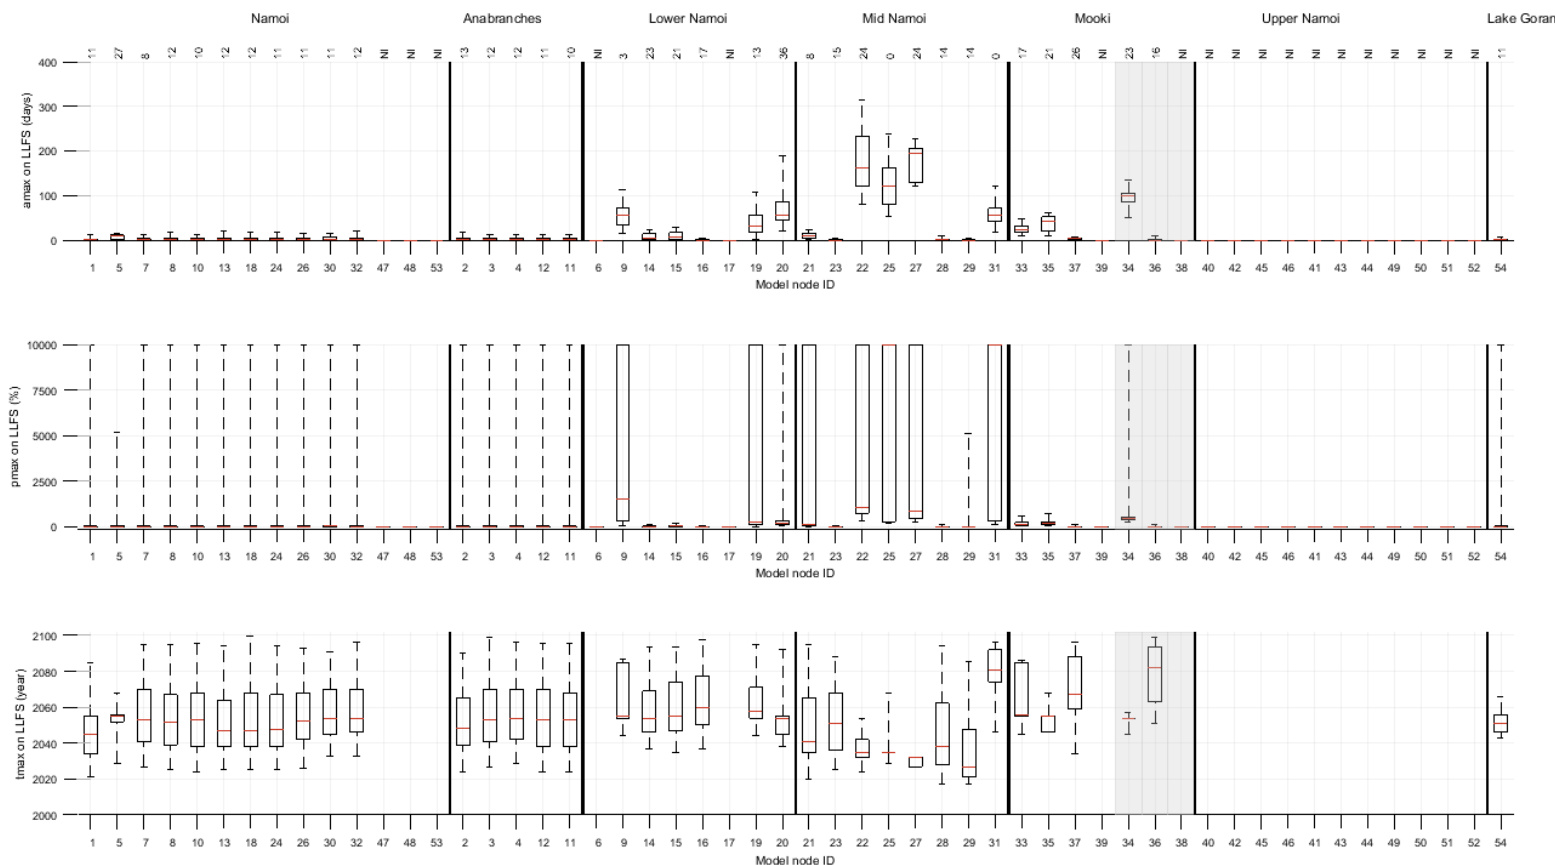 Namoi Anabranches Lower Namoi Mid Namoi Mooki Upper Namoi Lake Goran
11 27 8 12 10 12 12 11 11 11 12 NI NI NI 13 12 12 11 10 NI 3 23 21 17 NI 13 36 8 15 24 0 24 14 14 0 17 21 26 NI 23 16 NI NI NI NI NI NI NI NI NI NI NI NI 11
amax on LLFS (days)
400
300
200
100
0
1 5 7 8 10 13 18 24 26 30 32 47 48 53 2 3 4 12 11 6 9 14 15 16 17 19 20 21 23 22 25 27 28 29 31 33 35 37 39 34 36 38 40 42 45 46 41 43 44 49 50 51 52 54
Model node ID
pmax on LLFS (%)
10000
7500
5000
2500
0
1 5 7 8 10 13 18 24 26 30 32 47 48 53 2 3 4 12 11 6 9 14 15 16 17 19 20 21 23 22 25 27 28 29 31 33 35 37 39 34 36 38 40 42 45 46 41 43 44 49 50 51 52 54
Model node ID
tmax on LLFS (year)
2100
2080
2060
2040
2020
2000
1 5 7 8 10 13 18 24 26 30 32 47 48 53 2 3 4 12 11 6 9 14 15 16 17 19 20 21 23 22 25 27 28 29 31 33 35 37 39 34 36 38 40 42 45 46 41 43 44 49 50 51 52 54
Model node ID